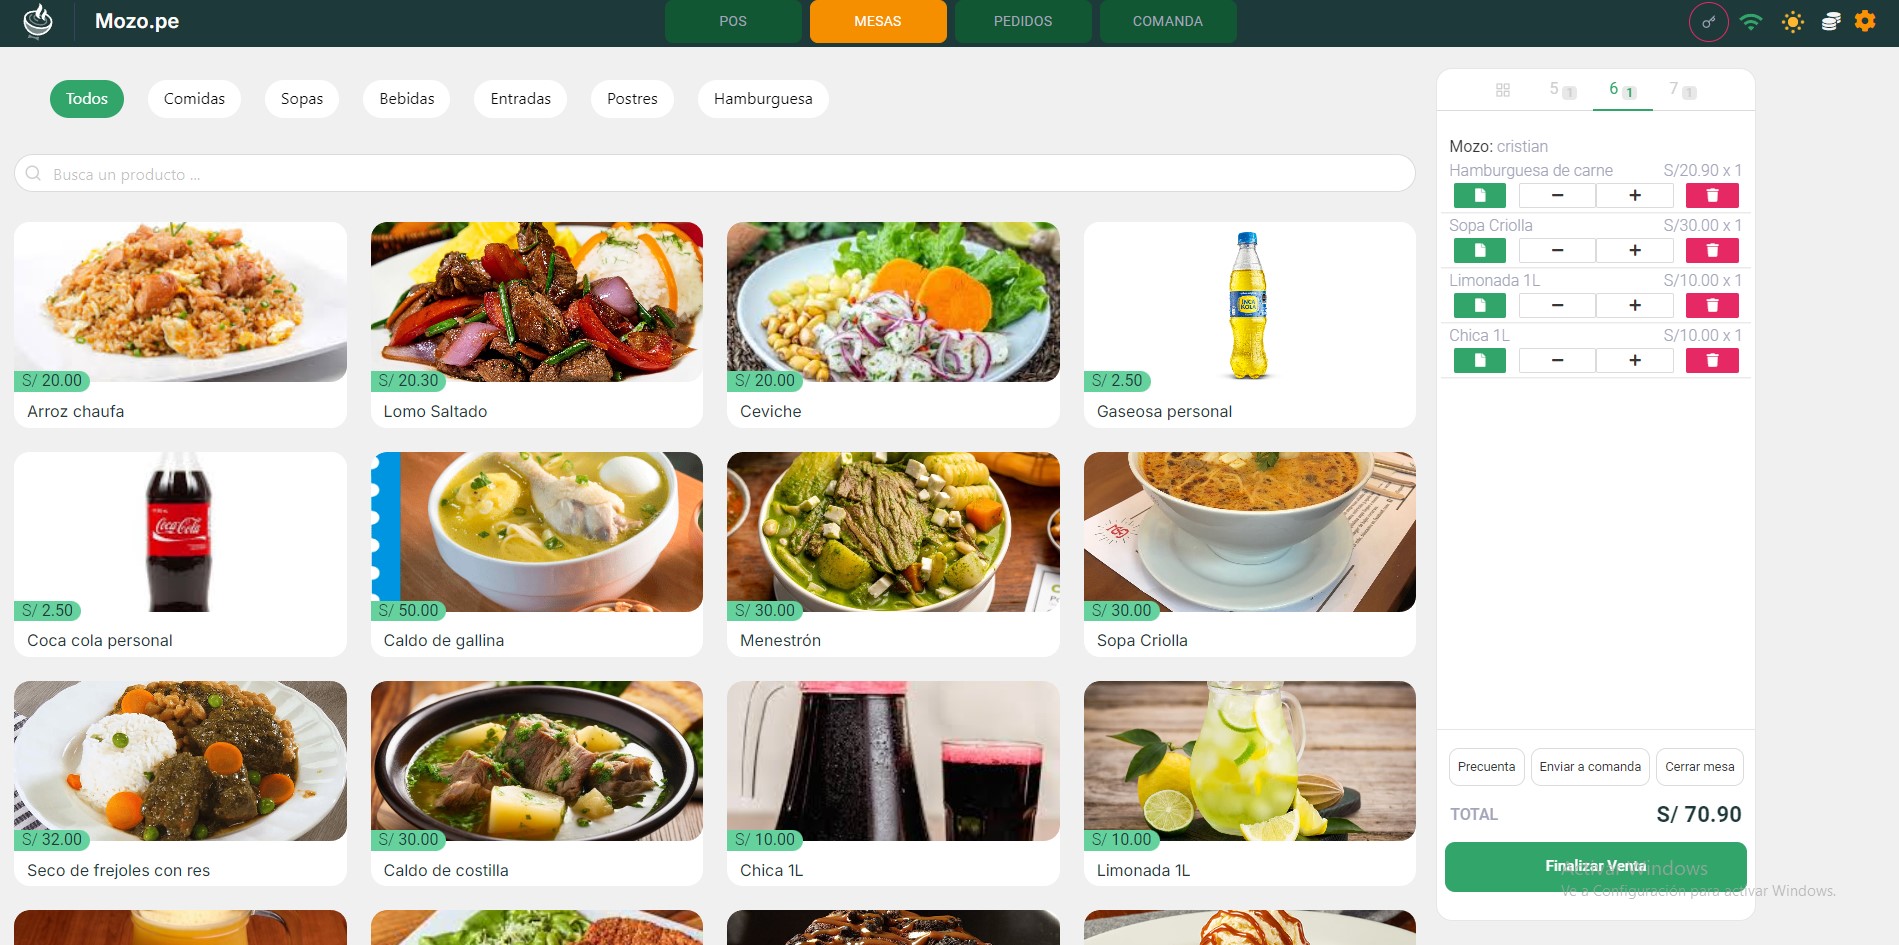 Mozo.pe
POS
MESAS
PEDIDOS
COMANDA
Todos
Comidas
Sopas
Bebidas
Entradas
Postres
Hamburguesa
Busca un producto ...
S/ 20.00
Arroz chaufa
S/ 20.30
Lomo Saltado
S/ 20.00
Ceviche
INCA KOLA
S/ 2.50
Gaseosa personal
Coca-Cola
S/ 2.50
Coca cola personal
S/ 50.00
Caldo de gallina
S/ 30.00
Menestrón
S/ 30.00
Sopa Criolla
S/ 32.00
Seco de frejoles con res
S/ 30.00
Caldo de costilla
S/ 10.00
Chica 1L
S/ 10.00
Limonada 1L
5 1
6 1
7 1
Mozo: cristian
Hamburguesa de carne S/20.90 x 1
Sopa Criolla S/30.00 x 1
Limonada 1L S/10.00 x 1
Chica 1L S/10.00 x 1
Precuenta
Enviar a comanda
Cerrar mesa
TOTAL S/ 70.90
Finalizar Venta
Activar Windows
Ve a Configuración para activar Windows.